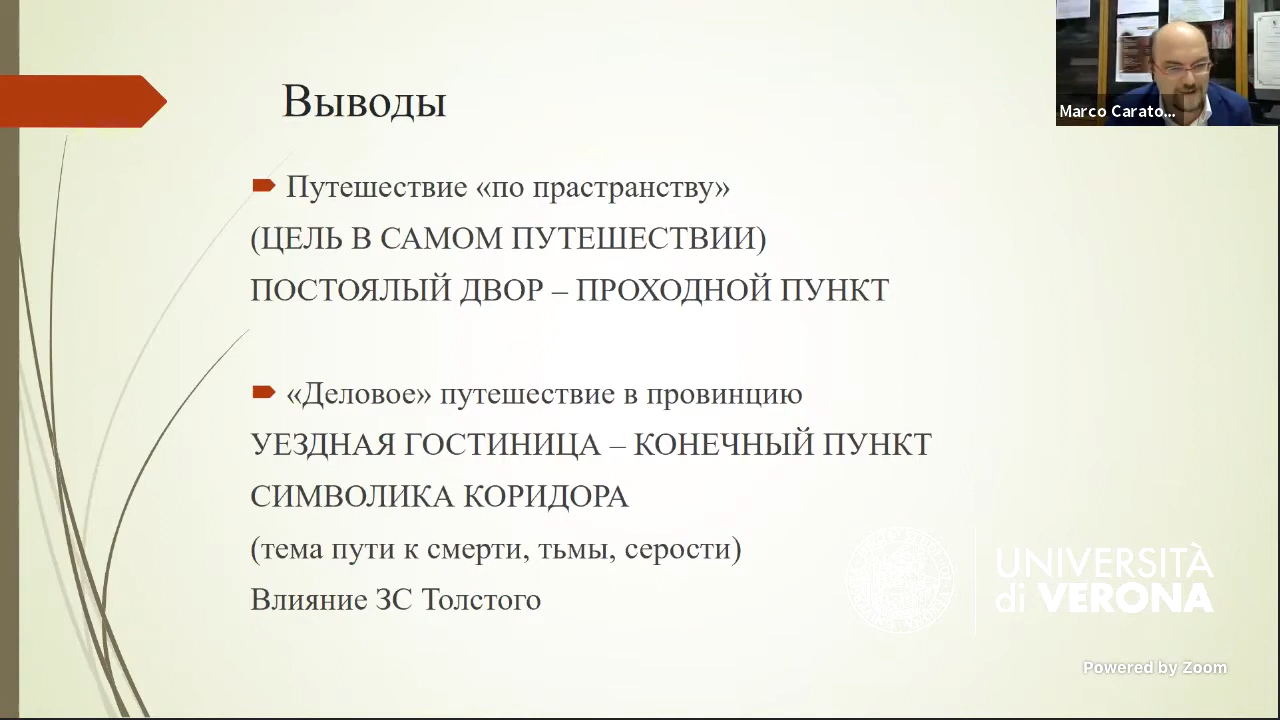 Выводы
Путешествие «по прастранству»
(ЦЕЛЬ В САМОМ ПУТЕШЕСТВИИ)
ПОСТОЯЛЫЙ ДВОР – ПРОХОДНОЙ ПУНКТ
«Деловое» путешествие в провинцию
УЕЗДНАЯ ГОСТИНИЦА – КОНЕЧНЫЙ ПУНКТ
СИМВОЛИКА КОРИДОРА
(тема пути к смерти, тьмы, серости)
Влияние ЗС Толстого
Marco Carato...
UNIVERSITÀ
di VERONA
Powered by Zoom